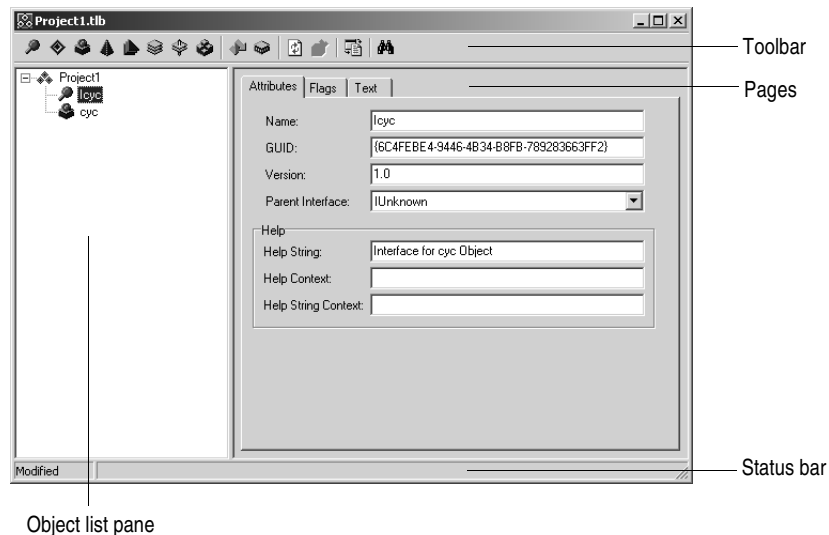 Project1.tlb
Toolbar
Project1
Icyc
cyc
Attributes Flags Text
Pages
Name: Icyc
GUID: {6C4FEBE4-9446-4B34-B8FB-789283663FF2}
Version: 1.0
Parent Interface: IUnknown
Help
Help String: Interface for cyc Object
Help Context:
Help String Context:
Modified
Status bar
Object list pane